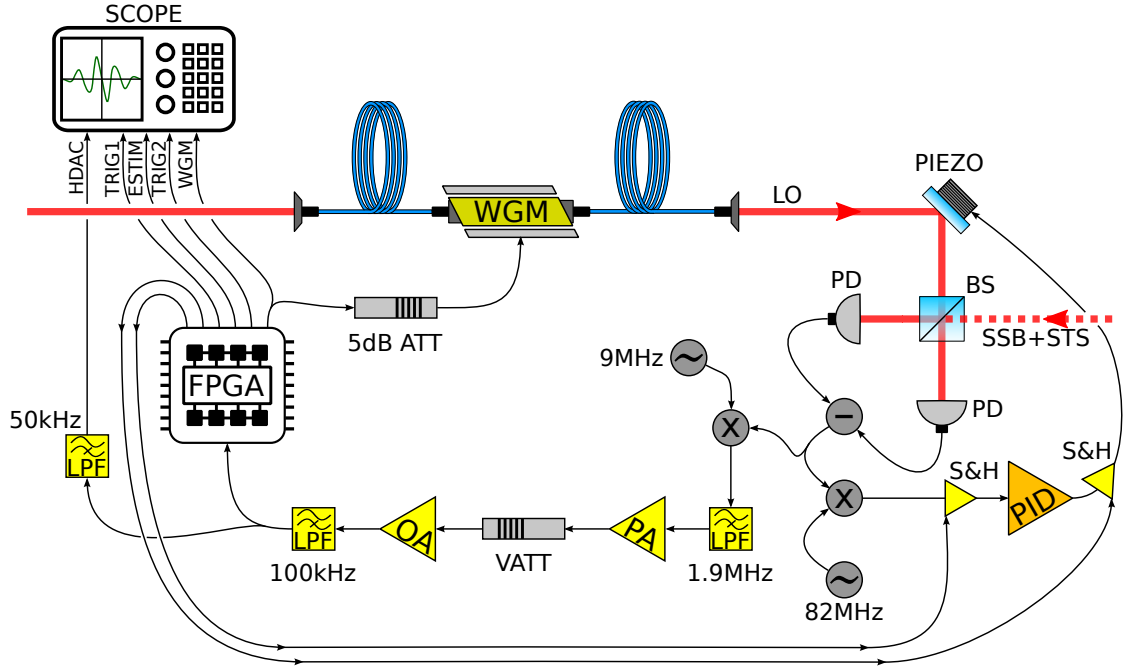 SCOPE
HDAC
TRIG1
ESTIM
TRIG2
WGM
WGM
LO
PIEZO
PD
BS
SSB+STS
5dB ATT
9MHz
FPGA
X
−
PD
50kHz
LPF
S&H
S&H
X
PID
LPF
OA
VATT
PA
LPF
100kHz
1.9MHz
82MHz